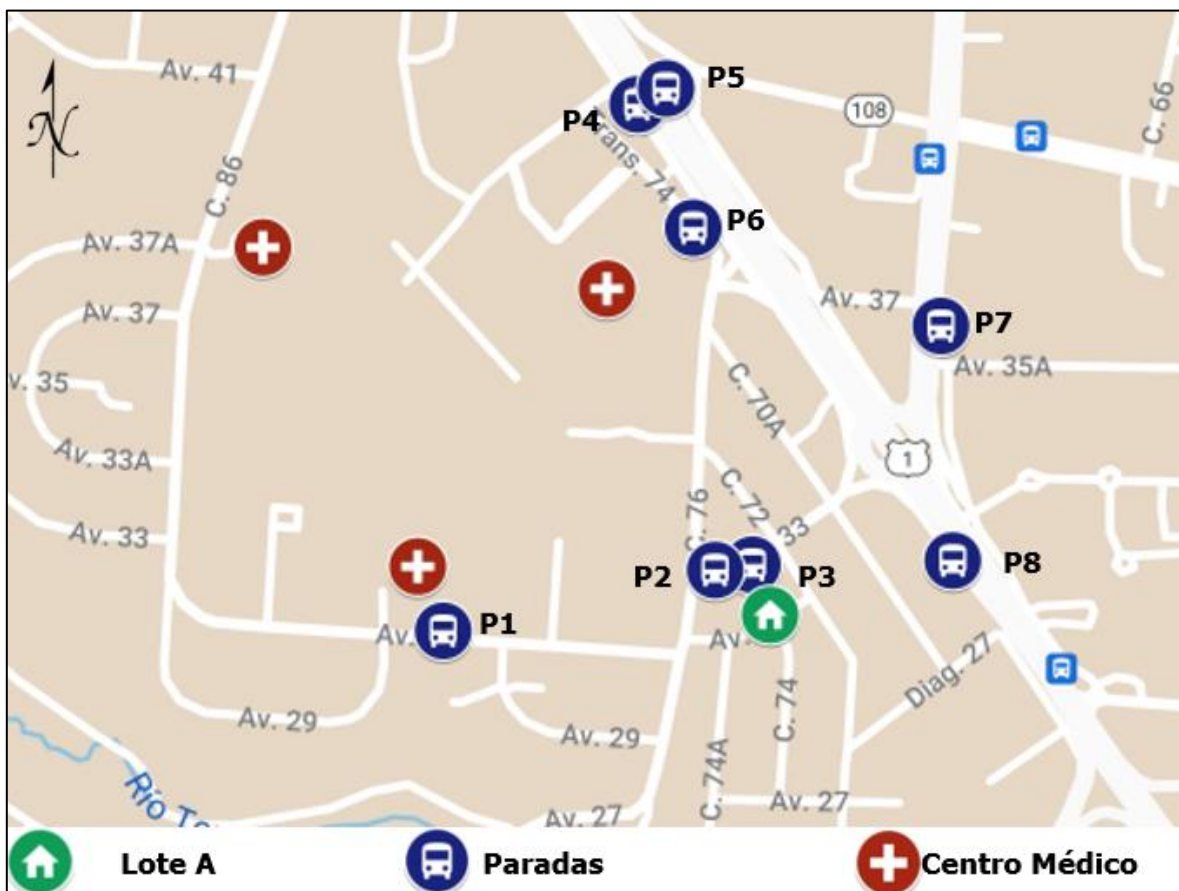 Av. 41
P5
108
C. 66
P4
Trans. 74
N
C. 86
P6
Av. 37A
Av. 37
Av. 37
P7
Av. 35A
v. 35
C. 70A
Av. 33A
1
C. 72
C. 76
33
Av. 33
P2
P3
P8
P1
Av.
Av.
Diag. 27
Av. 29
Av. 29
C. 74
C. 74A
Río To
Av. 27
Av. 27
Lote A
Paradas
Centro Médico